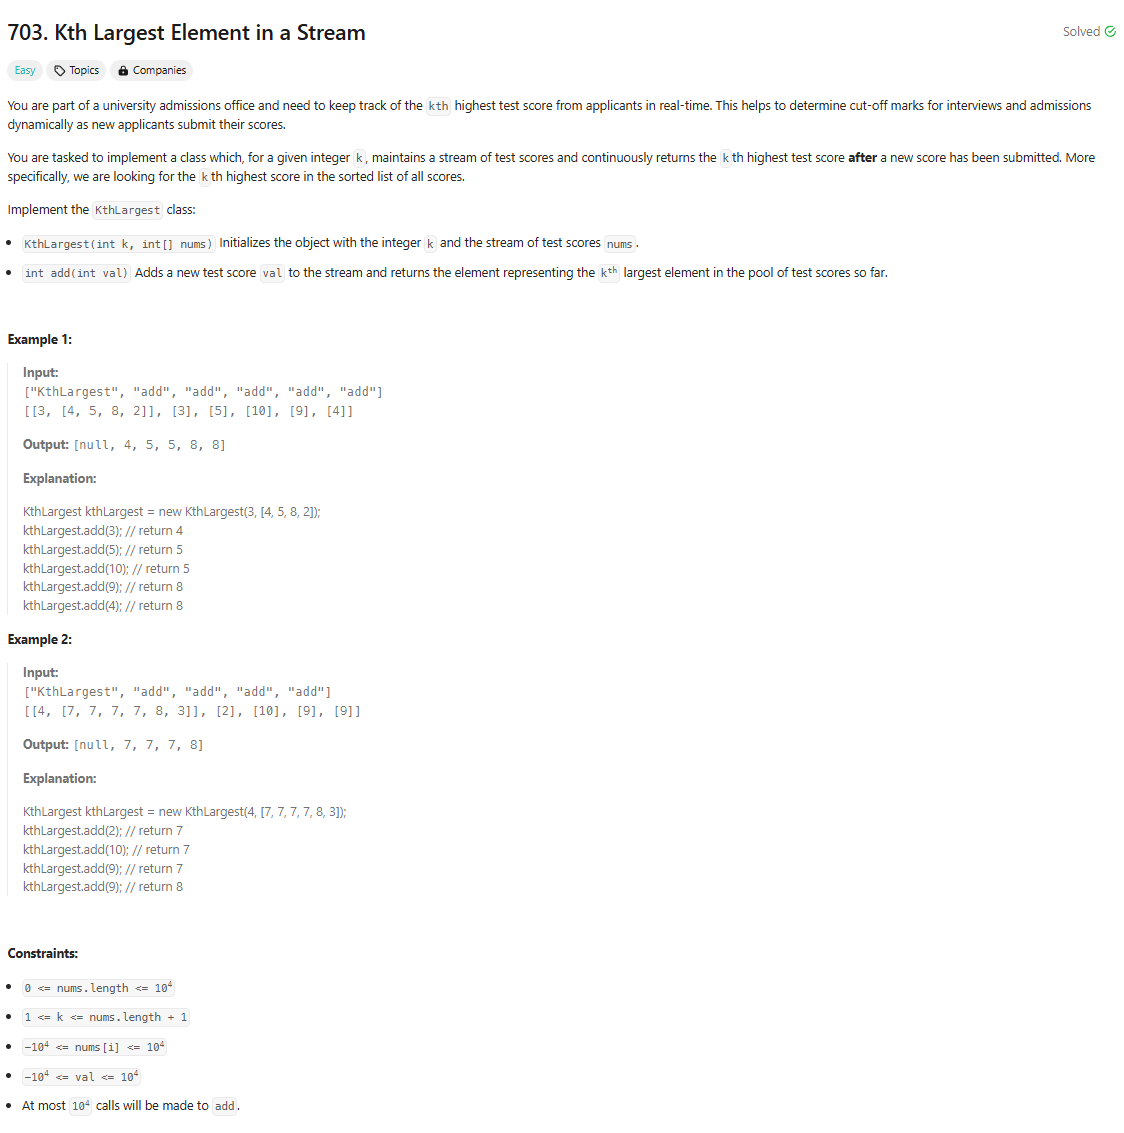 703. Kth Largest Element in a Stream
Solved
Easy Topics Companies
You are part of a university admissions office and need to keep track of the kth highest test score from applicants in real-time. This helps to determine cut-off marks for interviews and admissions
dynamically as new applicants submit their scores.
You are tasked to implement a class which, for a given integer k, maintains a stream of test scores and continuously returns the k th highest test score after a new score has been submitted. More
specifically, we are looking for the k th highest score in the sorted list of all scores.
Implement the KthLargest class:
• KthLargest(int k, int[] nums) Initializes the object with the integer k and the stream of test scores nums.
• int add(int val) Adds a new test score val to the stream and returns the element representing the kᵗʰ largest element in the pool of test scores so far.
Example 1:
Input:
["KthLargest", "add", "add", "add", "add", "add"]
[[3, [4, 5, 8, 2]], [3], [5], [10], [9], [4]]
Output: [null, 4, 5, 5, 8, 8]
Explanation:
KthLargest kthLargest = new KthLargest(3, [4, 5, 8, 2]);
kthLargest.add(3); // return 4
kthLargest.add(5); // return 5
kthLargest.add(10); // return 5
kthLargest.add(9); // return 8
kthLargest.add(4); // return 8
Example 2:
Input:
["KthLargest", "add", "add", "add", "add"]
[[4, [7, 7, 7, 7, 8, 3]], [2], [10], [9], [9]]
Output: [null, 7, 7, 7, 8]
Explanation:
KthLargest kthLargest = new KthLargest(4, [7, 7, 7, 7, 8, 3]);
kthLargest.add(2); // return 7
kthLargest.add(10); // return 7
kthLargest.add(9); // return 7
kthLargest.add(9); // return 8
Constraints:
• 0 <= nums.length <= 10⁴
• 1 <= k <= nums.length + 1
• -10⁴ <= nums[i] <= 10⁴
• -10⁴ <= val <= 10⁴
• At most 10⁴ calls will be made to add.